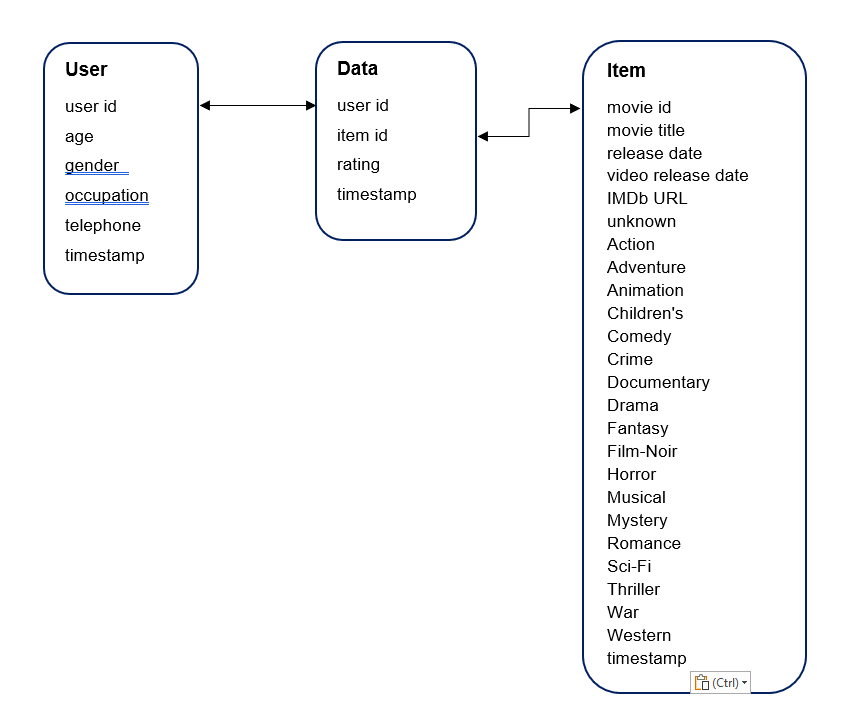 User
user id
age
gender
occupation
telephone
timestamp
Data
user id
item id
rating
timestamp
Item
movie id
movie title
release date
video release date
IMDb URL
unknown
Action
Adventure
Animation
Children's
Comedy
Crime
Documentary
Drama
Fantasy
Film-Noir
Horror
Musical
Mystery
Romance
Sci-Fi
Thriller
War
Western
timestamp
(Ctrl)